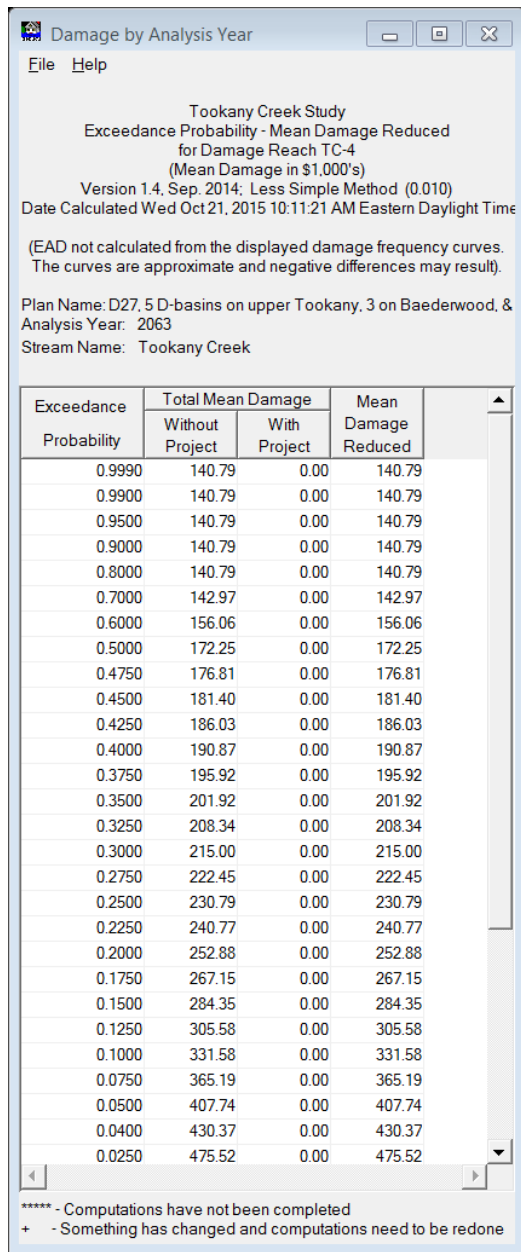 Damage by Analysis Year
File Help
Tookany Creek Study
Exceedance Probability - Mean Damage Reduced
for Damage Reach TC-4
(Mean Damage in $1,000's)
Version 1.4, Sep. 2014; Less Simple Method (0.010)
Date Calculated Wed Oct 21, 2015 10:11:21 AM Eastern Daylight Time
(EAD not calculated from the displayed damage frequency curves.
The curves are approximate and negative differences may result).
Plan Name: D27, 5 D-basins on upper Tookany, 3 on Baederwood, &
Analysis Year: 2063
Stream Name: Tookany Creek
Exceedance Probability Total Mean Damage Mean Damage Reduced
Without Project With Project
0.9990 140.79 0.00 140.79
0.9900 140.79 0.00 140.79
0.9500 140.79 0.00 140.79
0.9000 140.79 0.00 140.79
0.8000 140.79 0.00 140.79
0.7000 142.97 0.00 142.97
0.6000 156.06 0.00 156.06
0.5000 172.25 0.00 172.25
0.4750 176.81 0.00 176.81
0.4500 181.40 0.00 181.40
0.4250 186.03 0.00 186.03
0.4000 190.87 0.00 190.87
0.3750 195.92 0.00 195.92
0.3500 201.92 0.00 201.92
0.3250 208.34 0.00 208.34
0.3000 215.00 0.00 215.00
0.2750 222.45 0.00 222.45
0.2500 230.79 0.00 230.79
0.2250 240.77 0.00 240.77
0.2000 252.88 0.00 252.88
0.1750 267.15 0.00 267.15
0.1500 284.35 0.00 284.35
0.1250 305.58 0.00 305.58
0.1000 331.58 0.00 331.58
0.0750 365.19 0.00 365.19
0.0500 407.74 0.00 407.74
0.0400 430.37 0.00 430.37
0.0250 475.52 0.00 475.52
***** - Computations have not been completed
+ - Something has changed and computations need to be redone